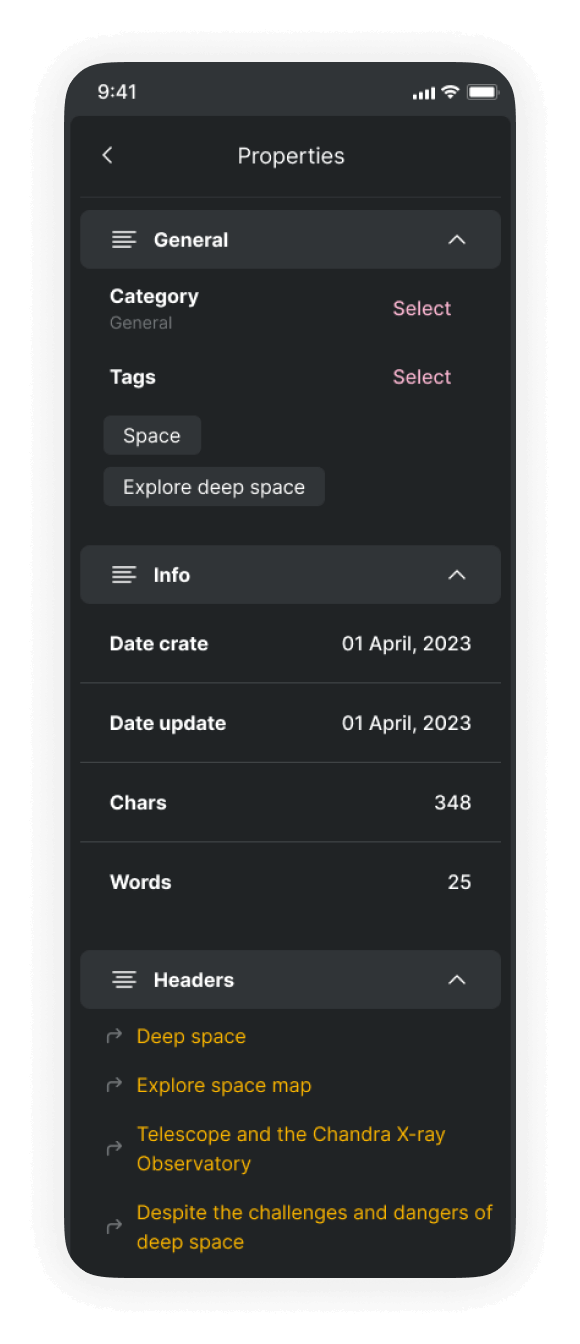 9:41
Properties
General
Category
Select
General
Tags
Select
Space
Explore deep space
Info
Date crate
01 April, 2023
Date update
01 April, 2023
Chars
348
Words
25
Headers
Deep space
Explore space map
Telescope and the Chandra X-ray
Observatory
Despite the challenges and dangers of
deep space